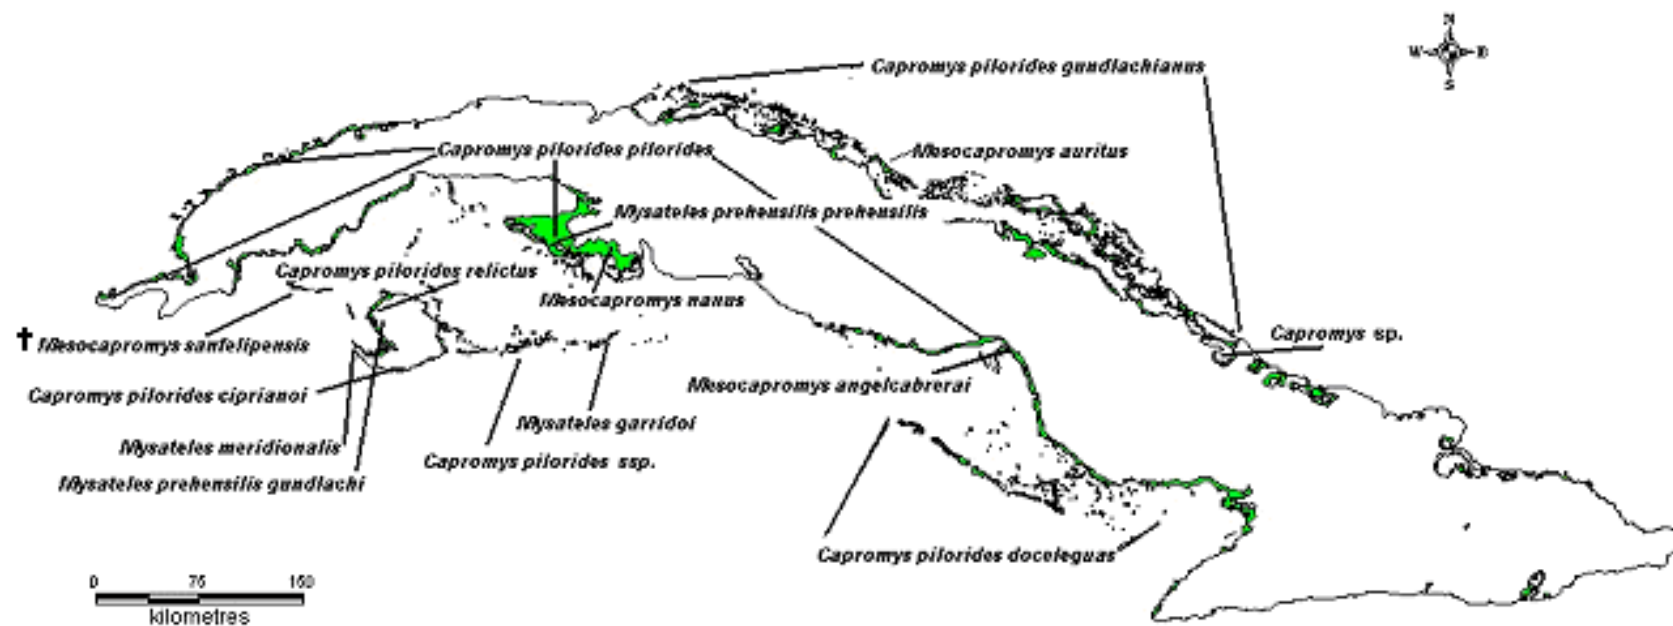 N
W E
S
Capromys pilorides gundlachianus
Capromys pilorides pilorides
Mesocapromys auritus
Mysateles prehensilis prehensilis
Capromys pilorides relictus
Mesocapromys nanus
† Mesocapromys sanfelipensis
Capromys sp.
Capromys pilorides ciprianoi
Mesocapromys angelcabrerai
Mysateles meridionalis
Mysateles garridoi
Mysateles prehensilis gundlachi
Capromys pilorides ssp.
Capromys pilorides doceleguas
0 75 150
kilometres